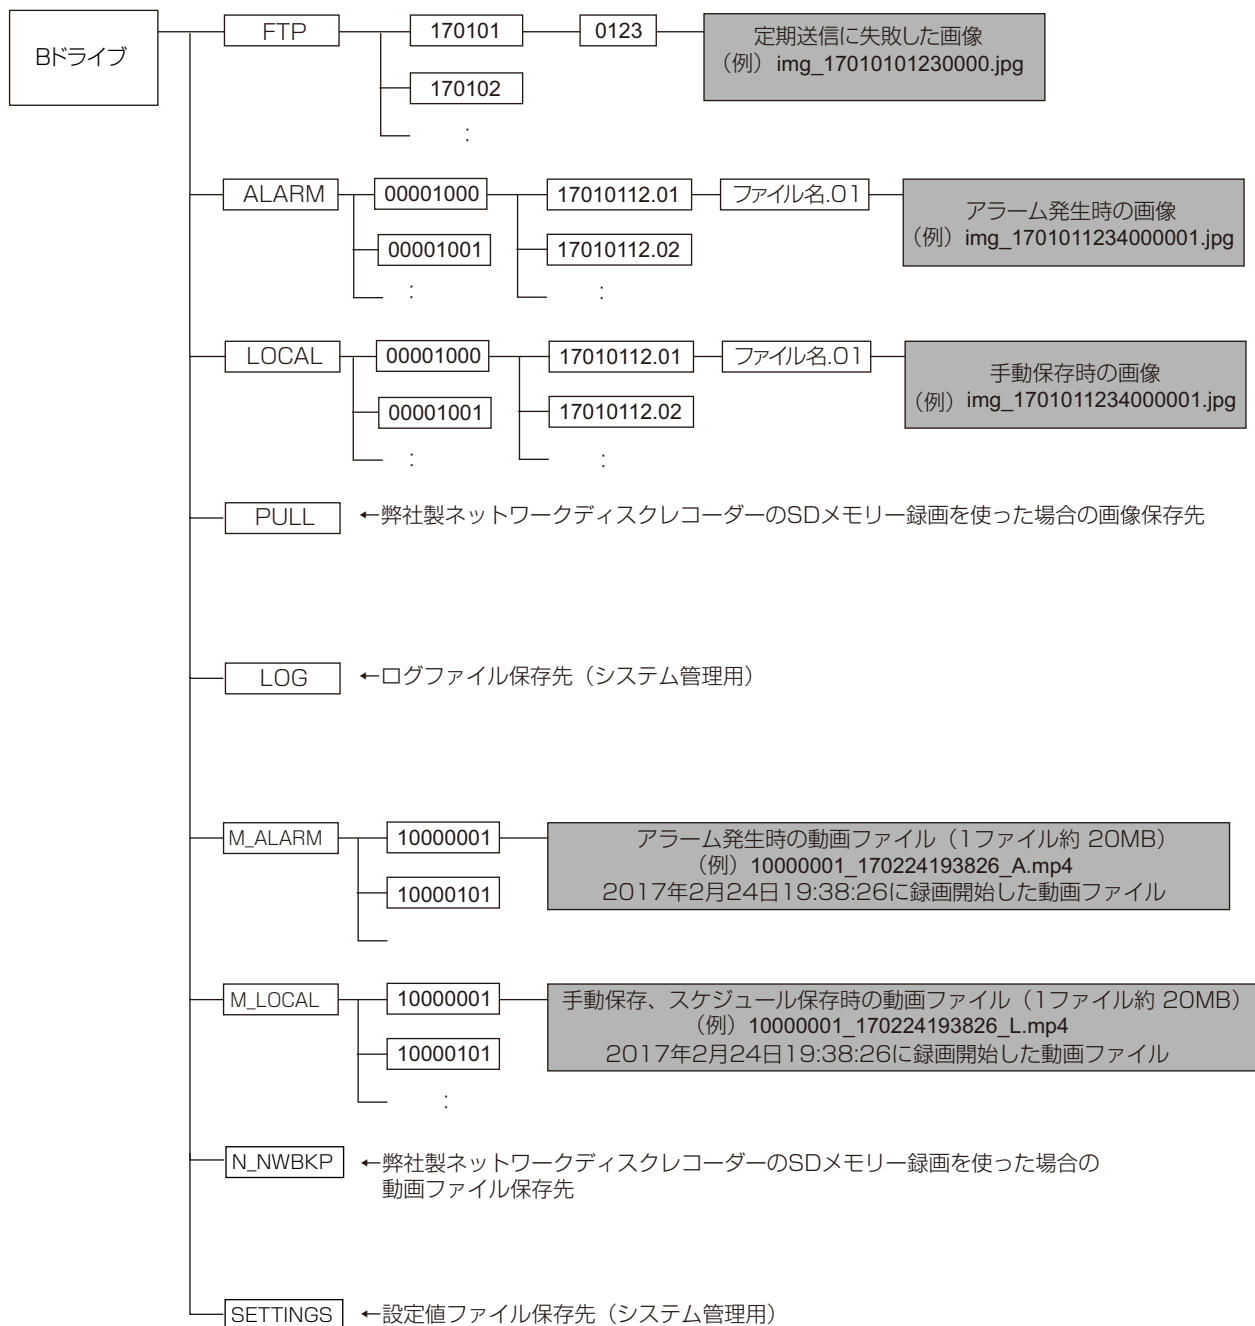 Bドライブ
FTP
170101
0123
定期送信に失敗した画像
（例）img_17010101230000.jpg
170102
:
ALARM
00001000
17010112.01
ファイル名.01
アラーム発生時の画像
（例）img_1701011234000001.jpg
00001001
17010112.02
:
:
LOCAL
00001000
17010112.01
ファイル名.01
手動保存時の画像
（例）img_1701011234000001.jpg
00001001
17010112.02
:
:
PULL
←弊社製ネットワークディスクレコーダーのSDメモリー録画を使った場合の画像保存先
LOG
←ログファイル保存先（システム管理用）
M_ALARM
10000001
アラーム発生時の動画ファイル（1ファイル約 20MB）
（例）10000001_170224193826_A.mp4
2017年2月24日19:38:26に録画開始した動画ファイル
10000101
M_LOCAL
10000001
手動保存、スケジュール保存時の動画ファイル（1ファイル約 20MB）
（例）10000001_170224193826_L.mp4
2017年2月24日19:38:26に録画開始した動画ファイル
10000101
:
N_NWBKP
←弊社製ネットワークディスクレコーダーのSDメモリー録画を使った場合の
動画ファイル保存先
SETTINGS
←設定値ファイル保存先（システム管理用）